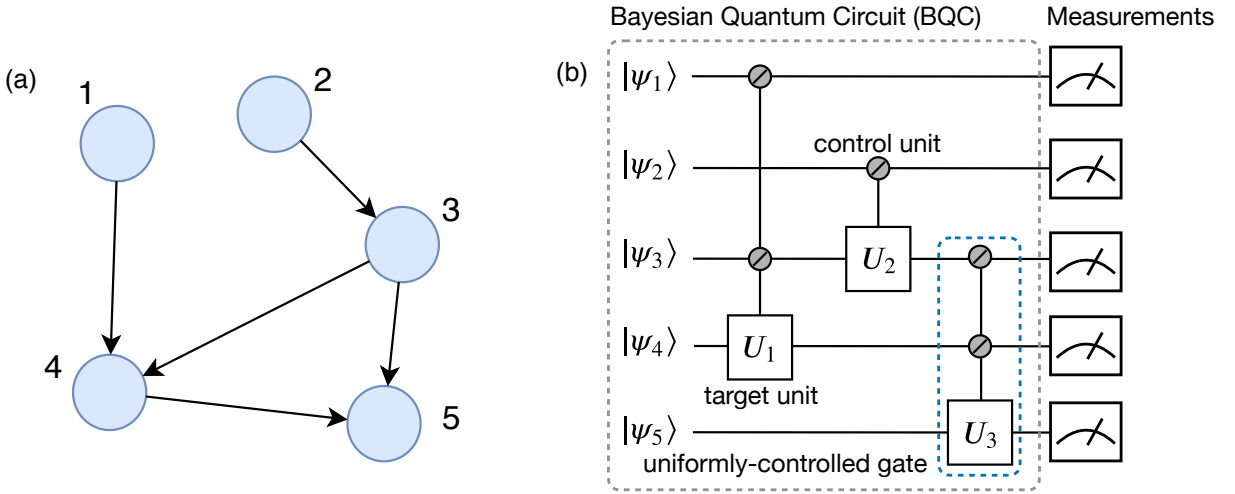 (a)
1
2
3
4
5
(b)
Bayesian Quantum Circuit (BQC)
Measurements
|ψ₁⟩
|ψ₂⟩
control unit
|ψ₃⟩
U₂
|ψ₄⟩
U₁
target unit
|ψ₅⟩
U₃
uniformly-controlled gate